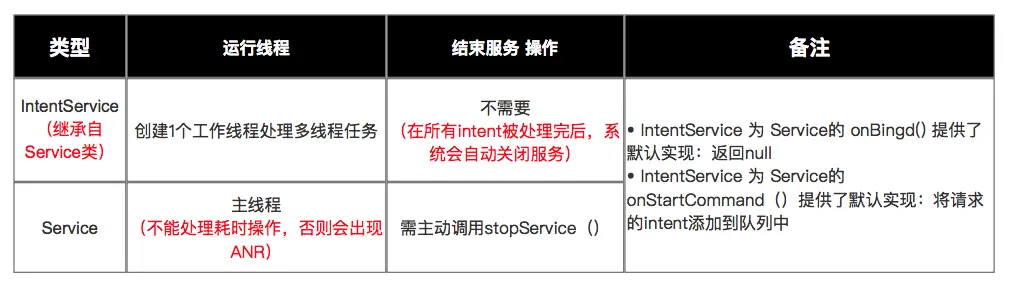 类型
运行线程
结束服务 操作
备注
IntentService
（继承自
Service类）
创建1个工作线程处理多线程任务
不需要
（在所有intent被处理完后，系
统会自动关闭服务）
• IntentService 为 Service的 onBingd() 提供了
默认实现：返回null
• IntentService 为 Service的
onStartCommand（）提供了默认实现：将请求
的intent添加到队列中
Service
主线程
（不能处理耗时操作，否则会出现
ANR）
需主动调用stopService（）